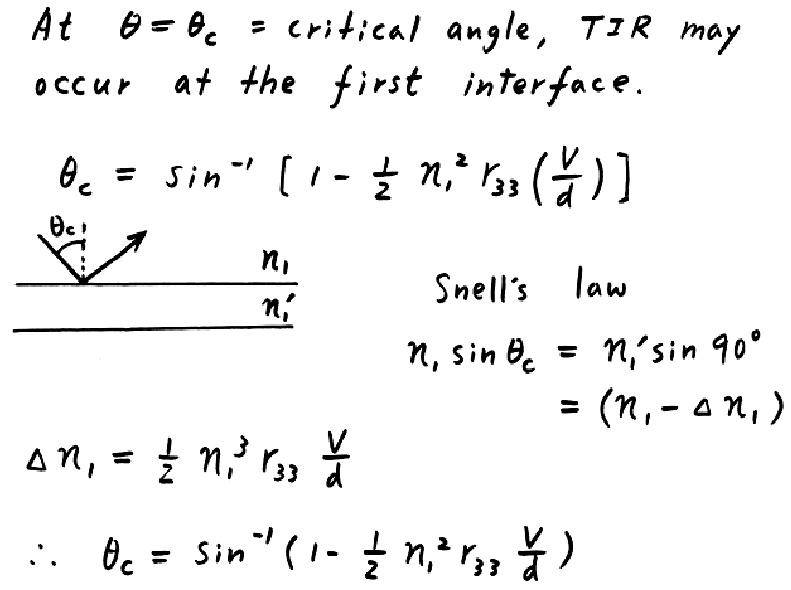 At θ = θc = critical angle, TIR may
occur at the first interface.
θc = sin⁻¹ [1 - 1/2 n₁² r₃₃ (V/d)]
θc
n₁
n₁′
Snell's law
n₁ sin θc = n₁′ sin 90°
= (n₁ - Δn₁)
Δn₁ = 1/2 n₁³ r₃₃ V/d
∴ θc = sin⁻¹ (1 - 1/2 n₁² r₃₃ V/d)